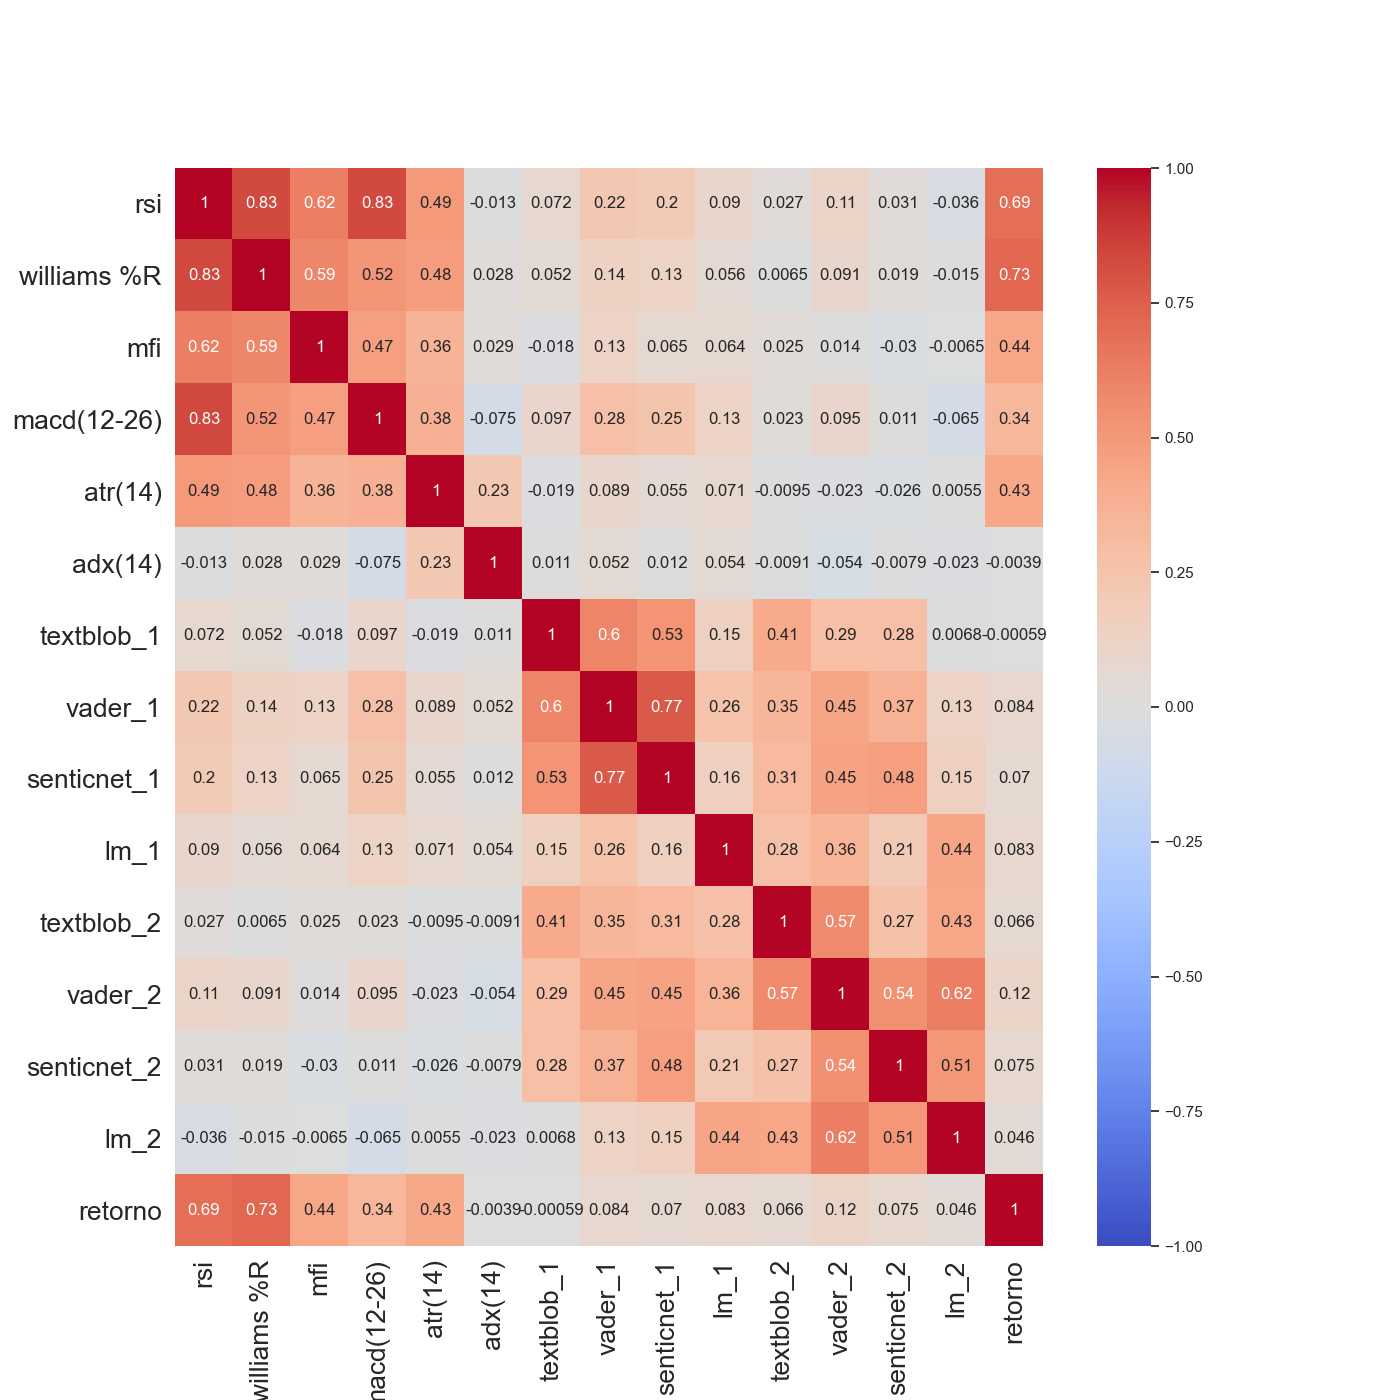 rsi 1 0.83 0.62 0.83 0.49 -0.013 0.072 0.22 0.2 0.09 0.027 0.11 0.031 -0.036 0.69
williams %R 0.83 1 0.59 0.52 0.48 0.028 0.052 0.14 0.13 0.056 0.0065 0.091 0.019 -0.015 0.73
mfi 0.62 0.59 1 0.47 0.36 0.029 -0.018 0.13 0.065 0.064 0.025 0.014 -0.03 -0.0065 0.44
macd(12-26) 0.83 0.52 0.47 1 0.38 -0.075 0.097 0.28 0.25 0.13 0.023 0.095 0.011 -0.065 0.34
atr(14) 0.49 0.48 0.36 0.38 1 0.23 -0.019 0.089 0.055 0.071 -0.0095 -0.023 -0.026 0.0055 0.43
adx(14) -0.013 0.028 0.029 -0.075 0.23 1 0.011 0.052 0.012 0.054 -0.0091 -0.054 -0.0079 -0.023 -0.0039
textblob_1 0.072 0.052 -0.018 0.097 -0.019 0.011 1 0.6 0.53 0.15 0.41 0.29 0.28 0.0068 -0.00059
vader_1 0.22 0.14 0.13 0.28 0.089 0.052 0.6 1 0.77 0.26 0.35 0.45 0.37 0.13 0.084
senticnet_1 0.2 0.13 0.065 0.25 0.055 0.012 0.53 0.77 1 0.16 0.31 0.45 0.48 0.15 0.07
lm_1 0.09 0.056 0.064 0.13 0.071 0.054 0.15 0.26 0.16 1 0.28 0.36 0.21 0.44 0.083
textblob_2 0.027 0.0065 0.025 0.023 -0.0095 -0.0091 0.41 0.35 0.31 0.28 1 0.57 0.27 0.43 0.066
vader_2 0.11 0.091 0.014 0.095 -0.023 -0.054 0.29 0.45 0.45 0.36 0.57 1 0.54 0.62 0.12
senticnet_2 0.031 0.019 -0.03 0.011 -0.026 -0.0079 0.28 0.37 0.48 0.21 0.27 0.54 1 0.51 0.075
lm_2 -0.036 -0.015 -0.0065 -0.065 0.0055 -0.023 0.0068 0.13 0.15 0.44 0.43 0.62 0.51 1 0.046
retorno 0.69 0.73 0.44 0.34 0.43 -0.0039 -0.00059 0.084 0.07 0.083 0.066 0.12 0.075 0.046 1
rsi
williams %R
mfi
macd(12-26)
atr(14)
adx(14)
textblob_1
vader_1
senticnet_1
lm_1
textblob_2
vader_2
senticnet_2
lm_2
retorno
1.00
0.75
0.50
0.25
0.00
−0.25
−0.50
−0.75
−1.00